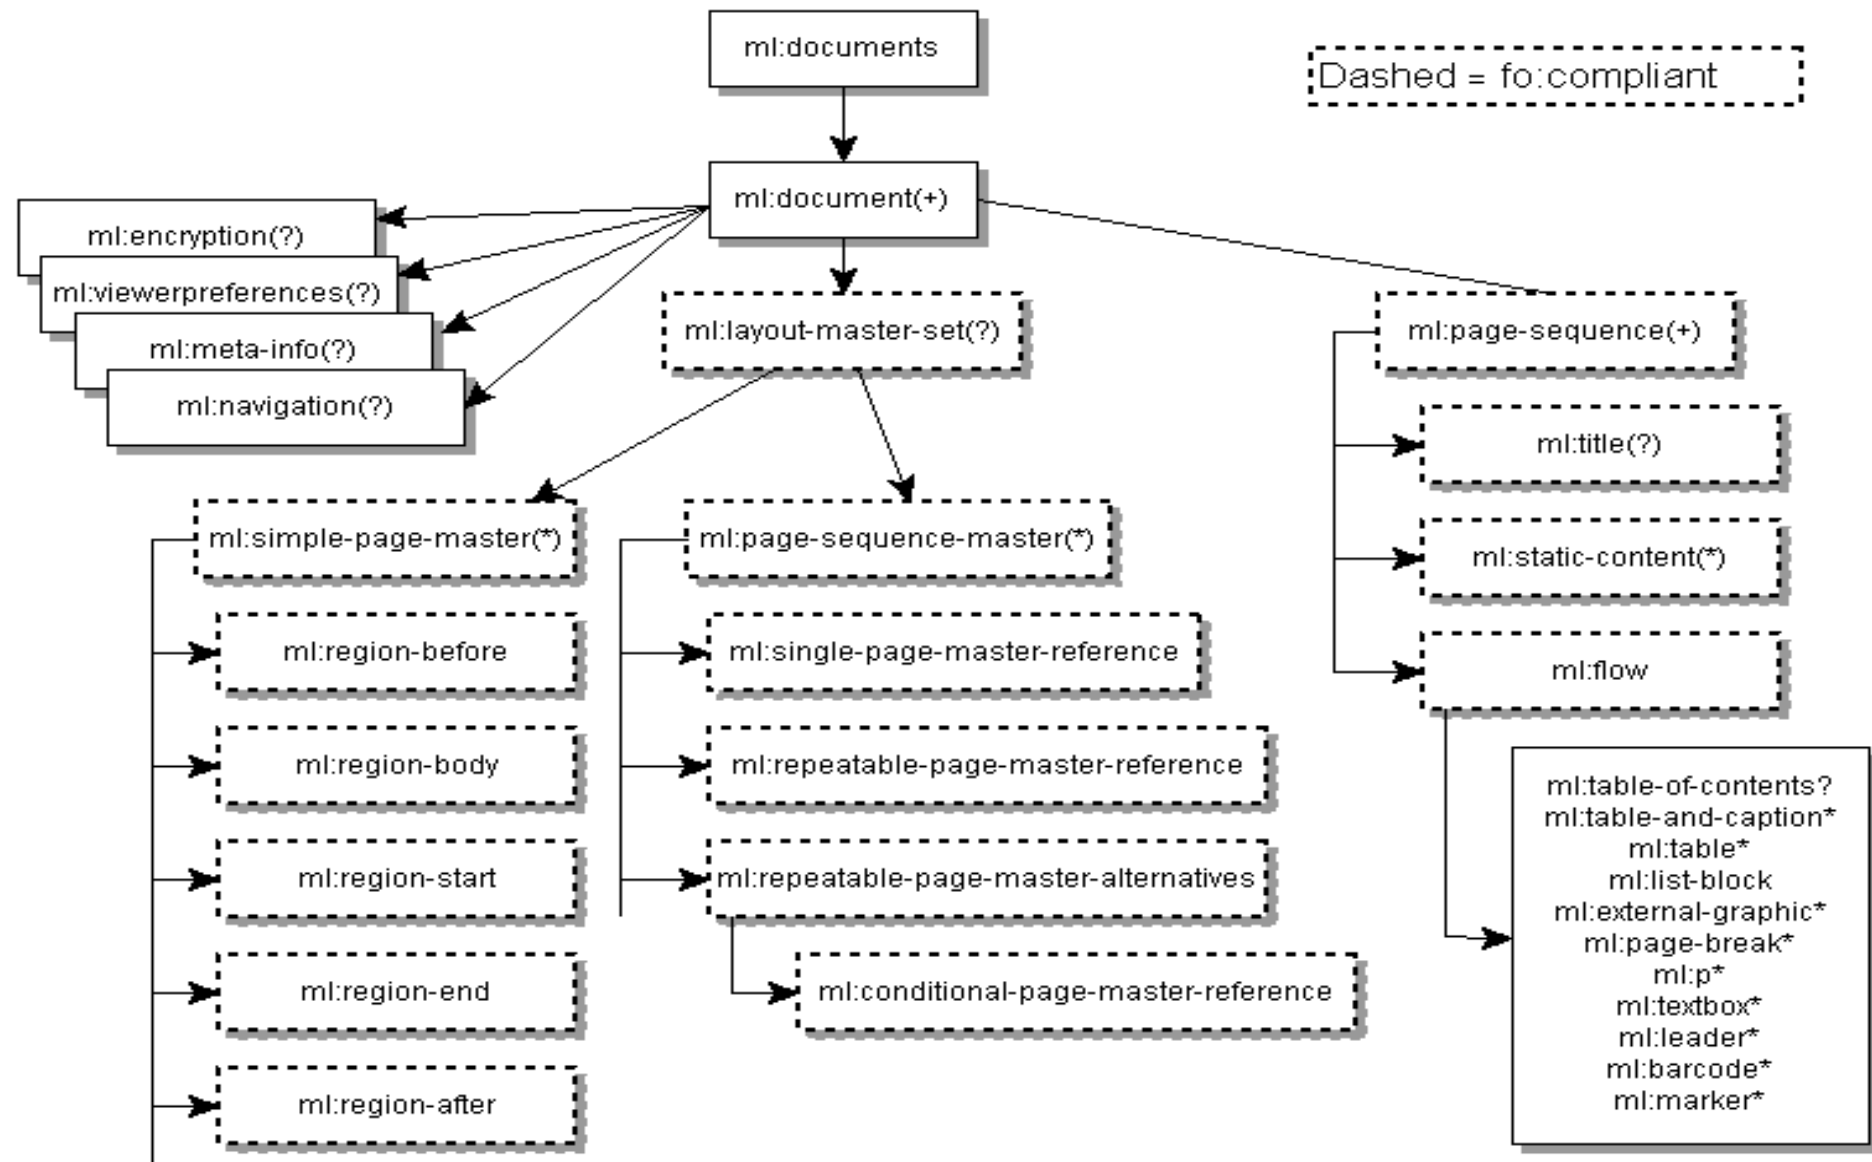 ml:documents
Dashed = fo:compliant
ml:document(+)
ml:encryption(?)
ml:viewerpreferences(?)
ml:meta-info(?)
ml:navigation(?)
ml:layout-master-set(?)
ml:page-sequence(+)
ml:title(?)
ml:static-content(*)
ml:flow
ml:simple-page-master(*)
ml:region-before
ml:region-body
ml:region-start
ml:region-end
ml:region-after
ml:page-sequence-master(*)
ml:single-page-master-reference
ml:repeatable-page-master-reference
ml:repeatable-page-master-alternatives
ml:conditional-page-master-reference
ml:table-of-contents?
ml:table-and-caption*
ml:table*
ml:list-block
ml:external-graphic*
ml:page-break*
ml:p*
ml:textbox*
ml:leader*
ml:barcode*
ml:marker*